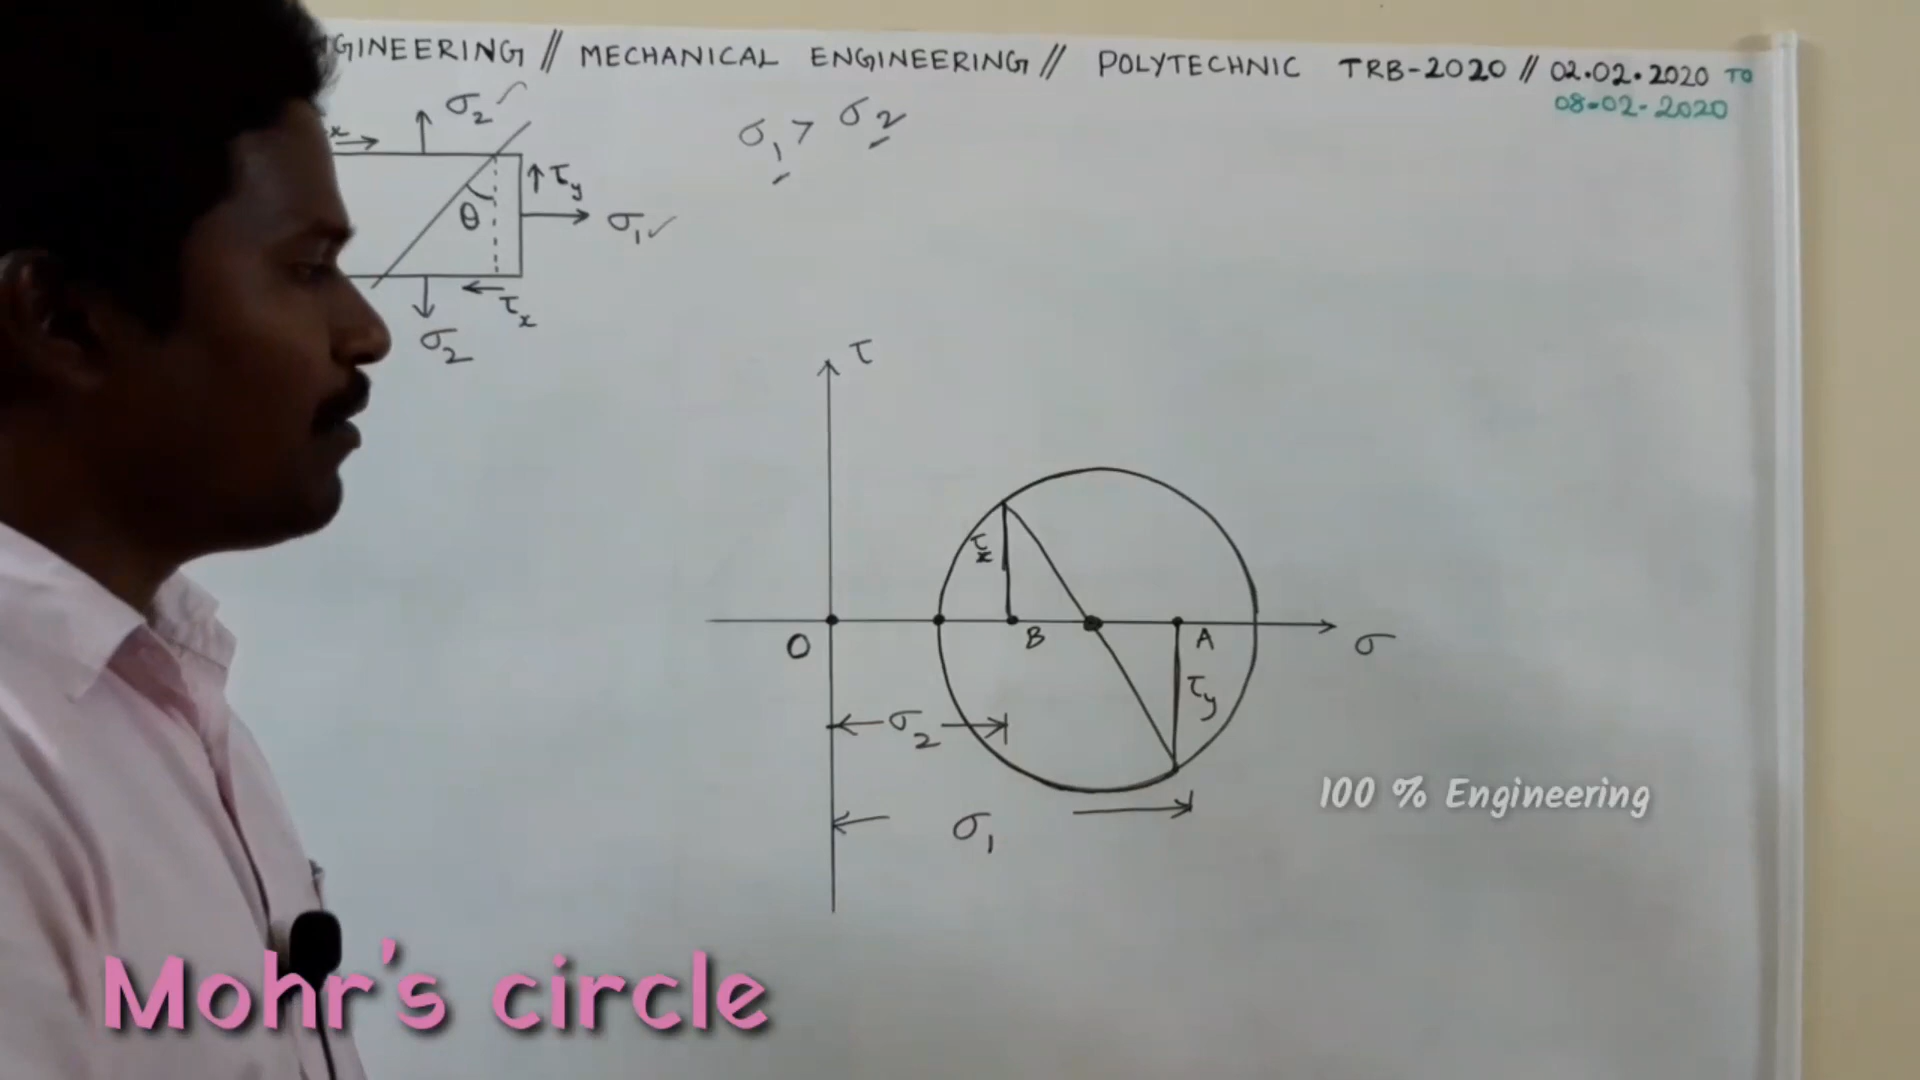 GINEERING // MECHANICAL ENGINEERING // POLYTECHNIC TRB-2020 // 02.02.2020 TO
08-02-2020
σ2
σ1 > σ2
x
τy
θ
σ1
τx
σ2
τ
τx
O
B
A
σ
τy
σ2
σ1
100 % Engineering
Mohr's circle